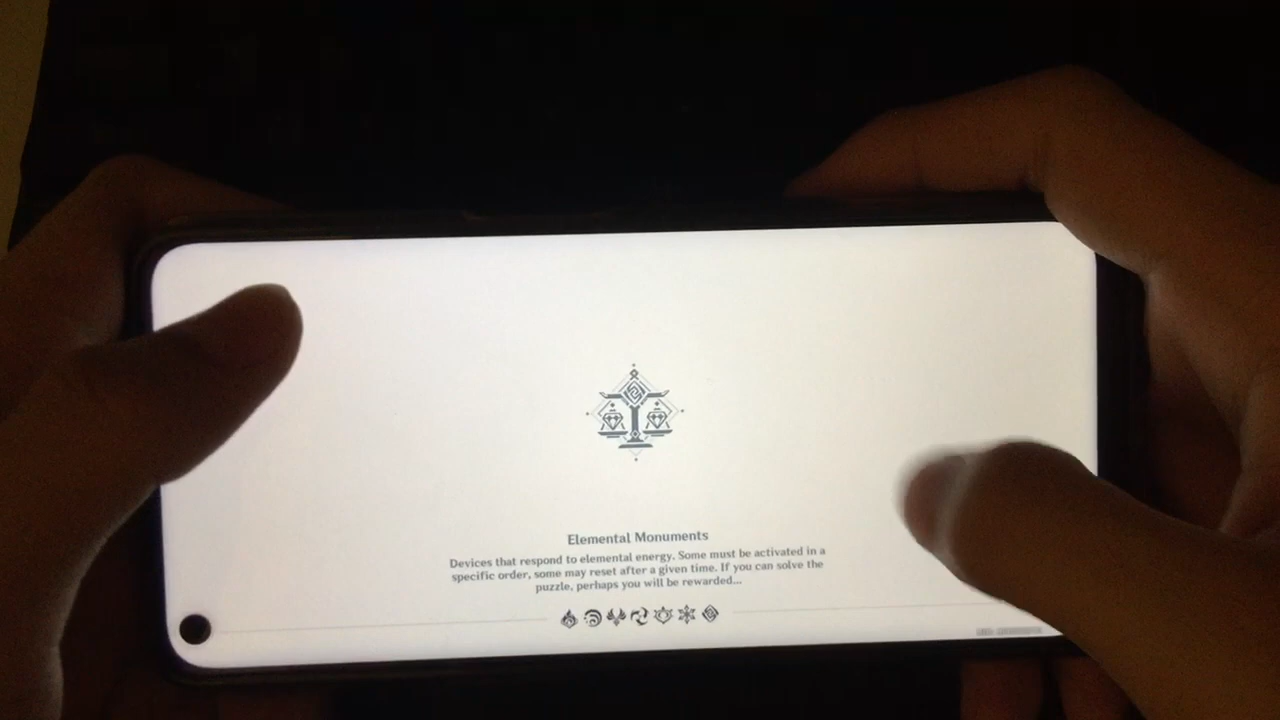 Elemental Monuments
Devices that respond to elemental energy. Some must be activated in a
specific order, some may reset after a given time. If you can solve the
puzzle, perhaps you will be rewarded...